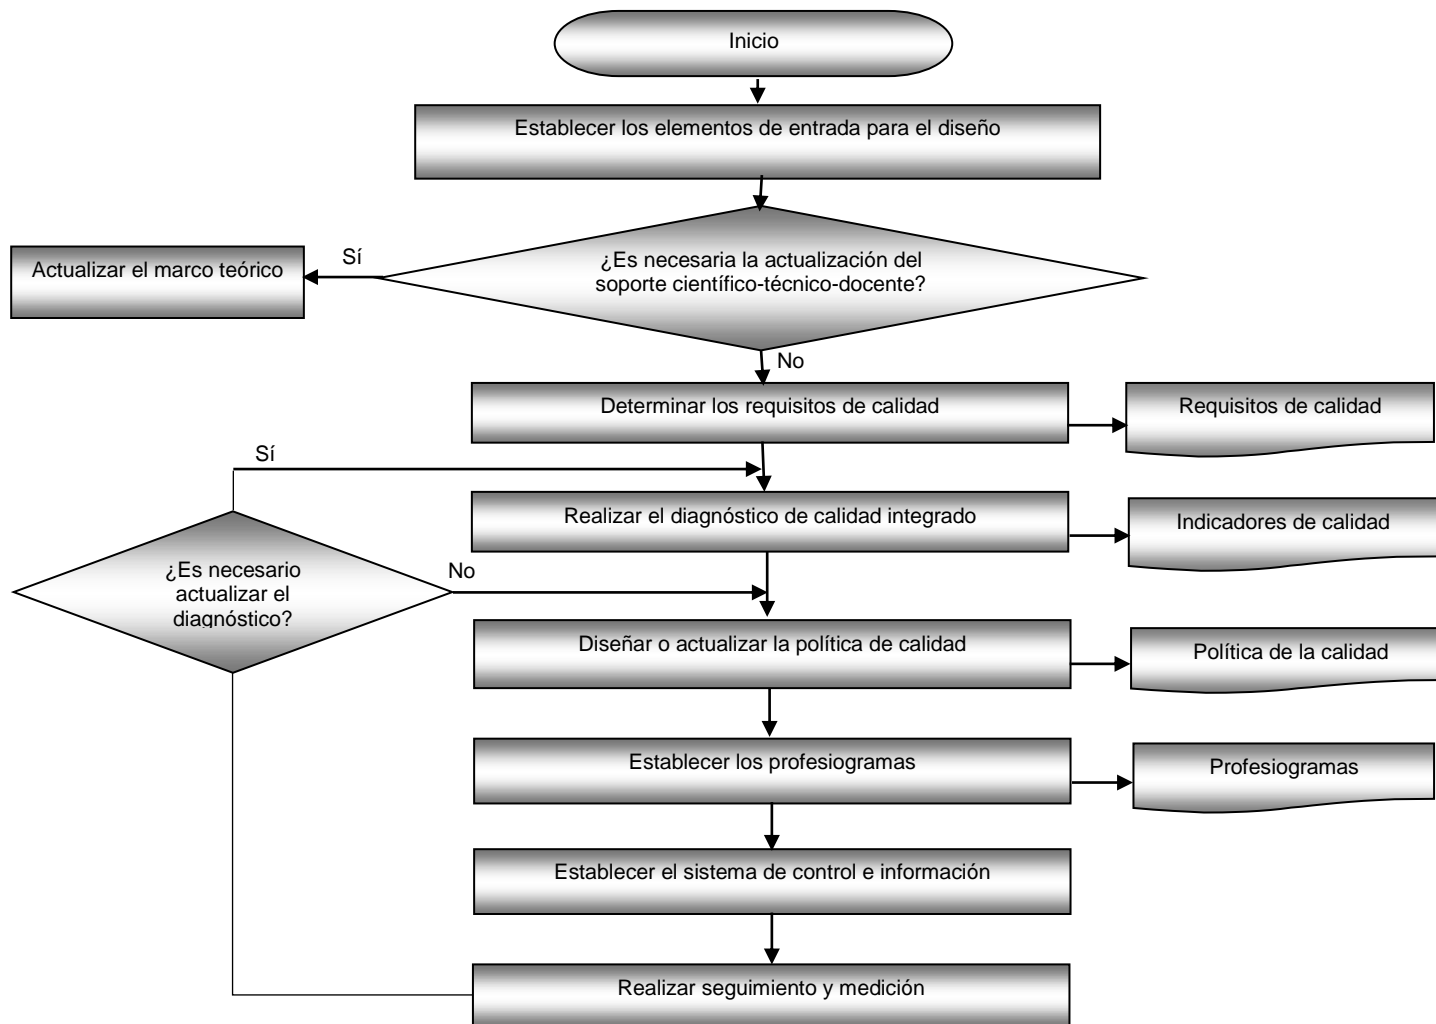 Inicio
Establecer los elementos de entrada para el diseño
¿Es necesaria la actualización del
soporte científico-técnico-docente?
Sí
Actualizar el marco teórico
No
Determinar los requisitos de calidad
Requisitos de calidad
Sí
Realizar el diagnóstico de calidad integrado
Indicadores de calidad
¿Es necesario
actualizar el
diagnóstico?
No
Diseñar o actualizar la política de calidad
Política de la calidad
Establecer los profesiogramas
Profesiogramas
Establecer el sistema de control e información
Realizar seguimiento y medición